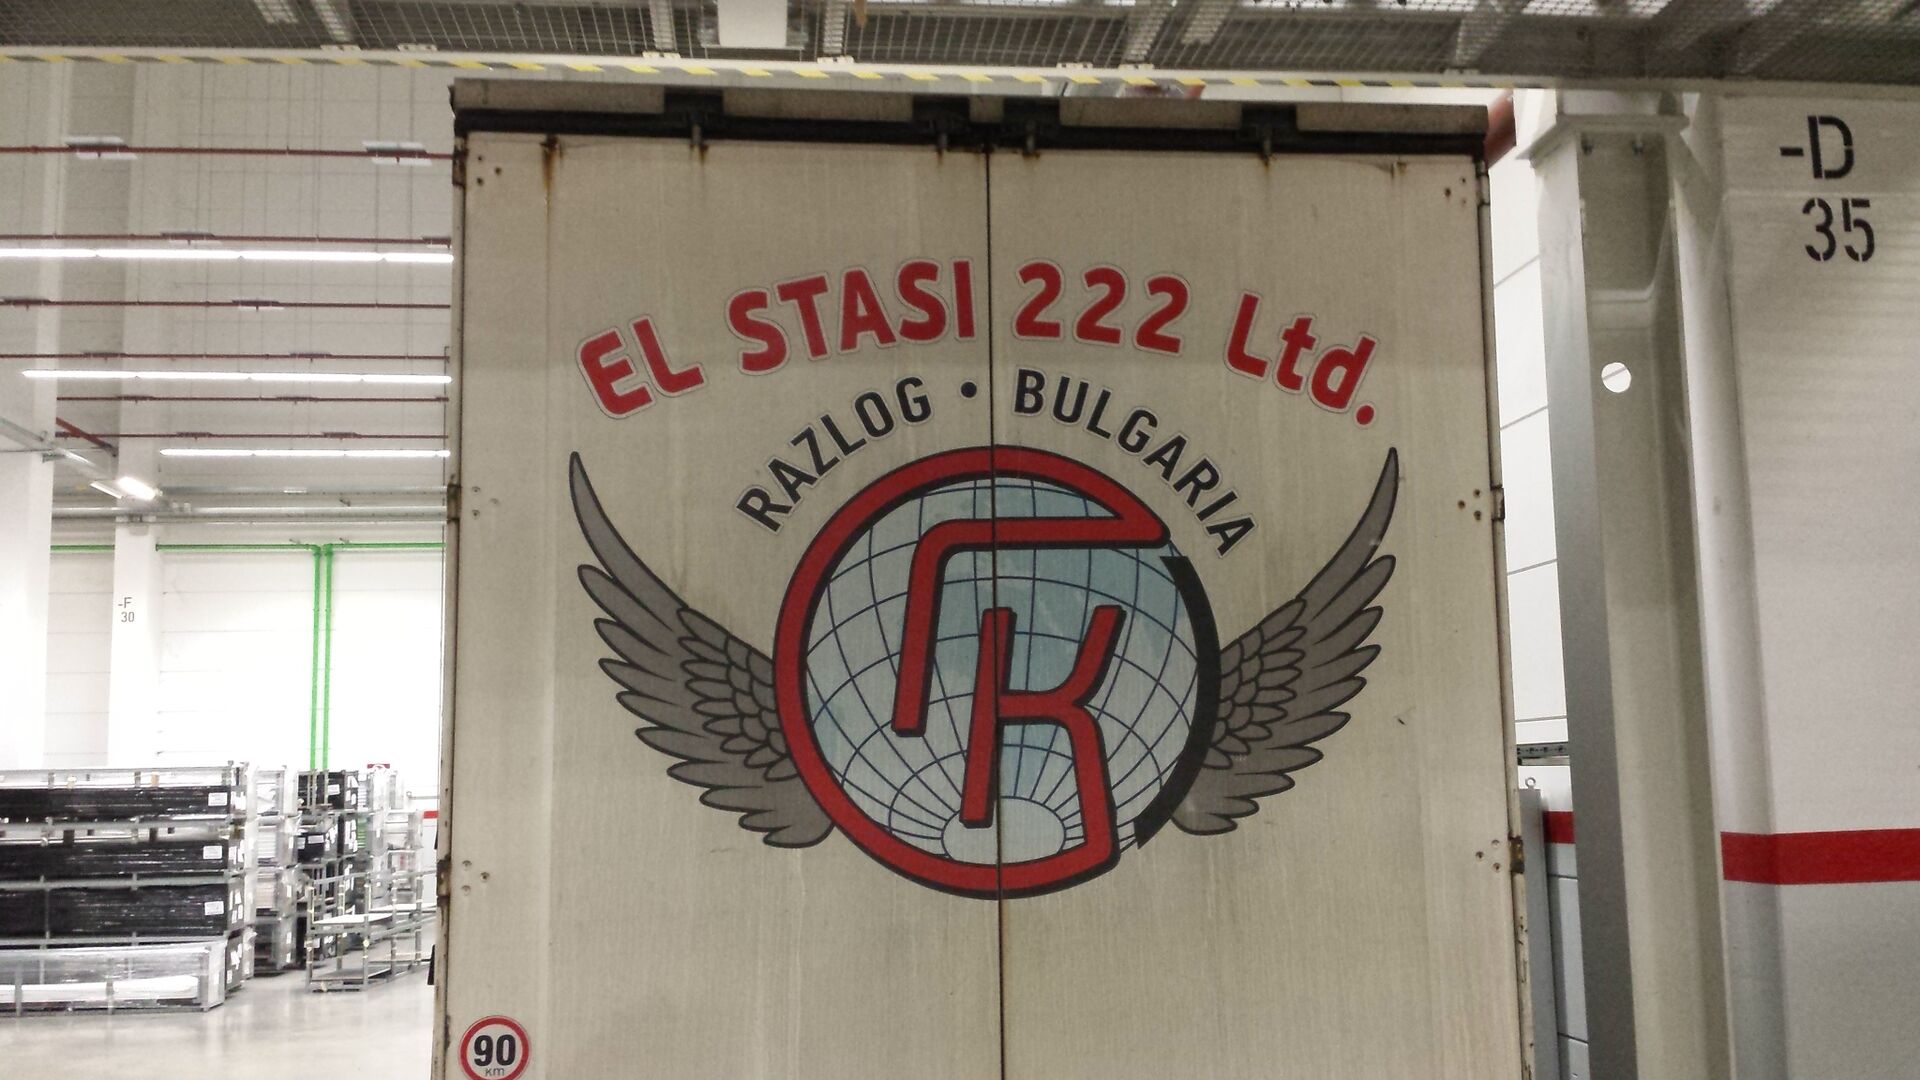 -D
35
EL STASI 222 Ltd.
RAZLOG • BULGARIA
-F
30
90
km